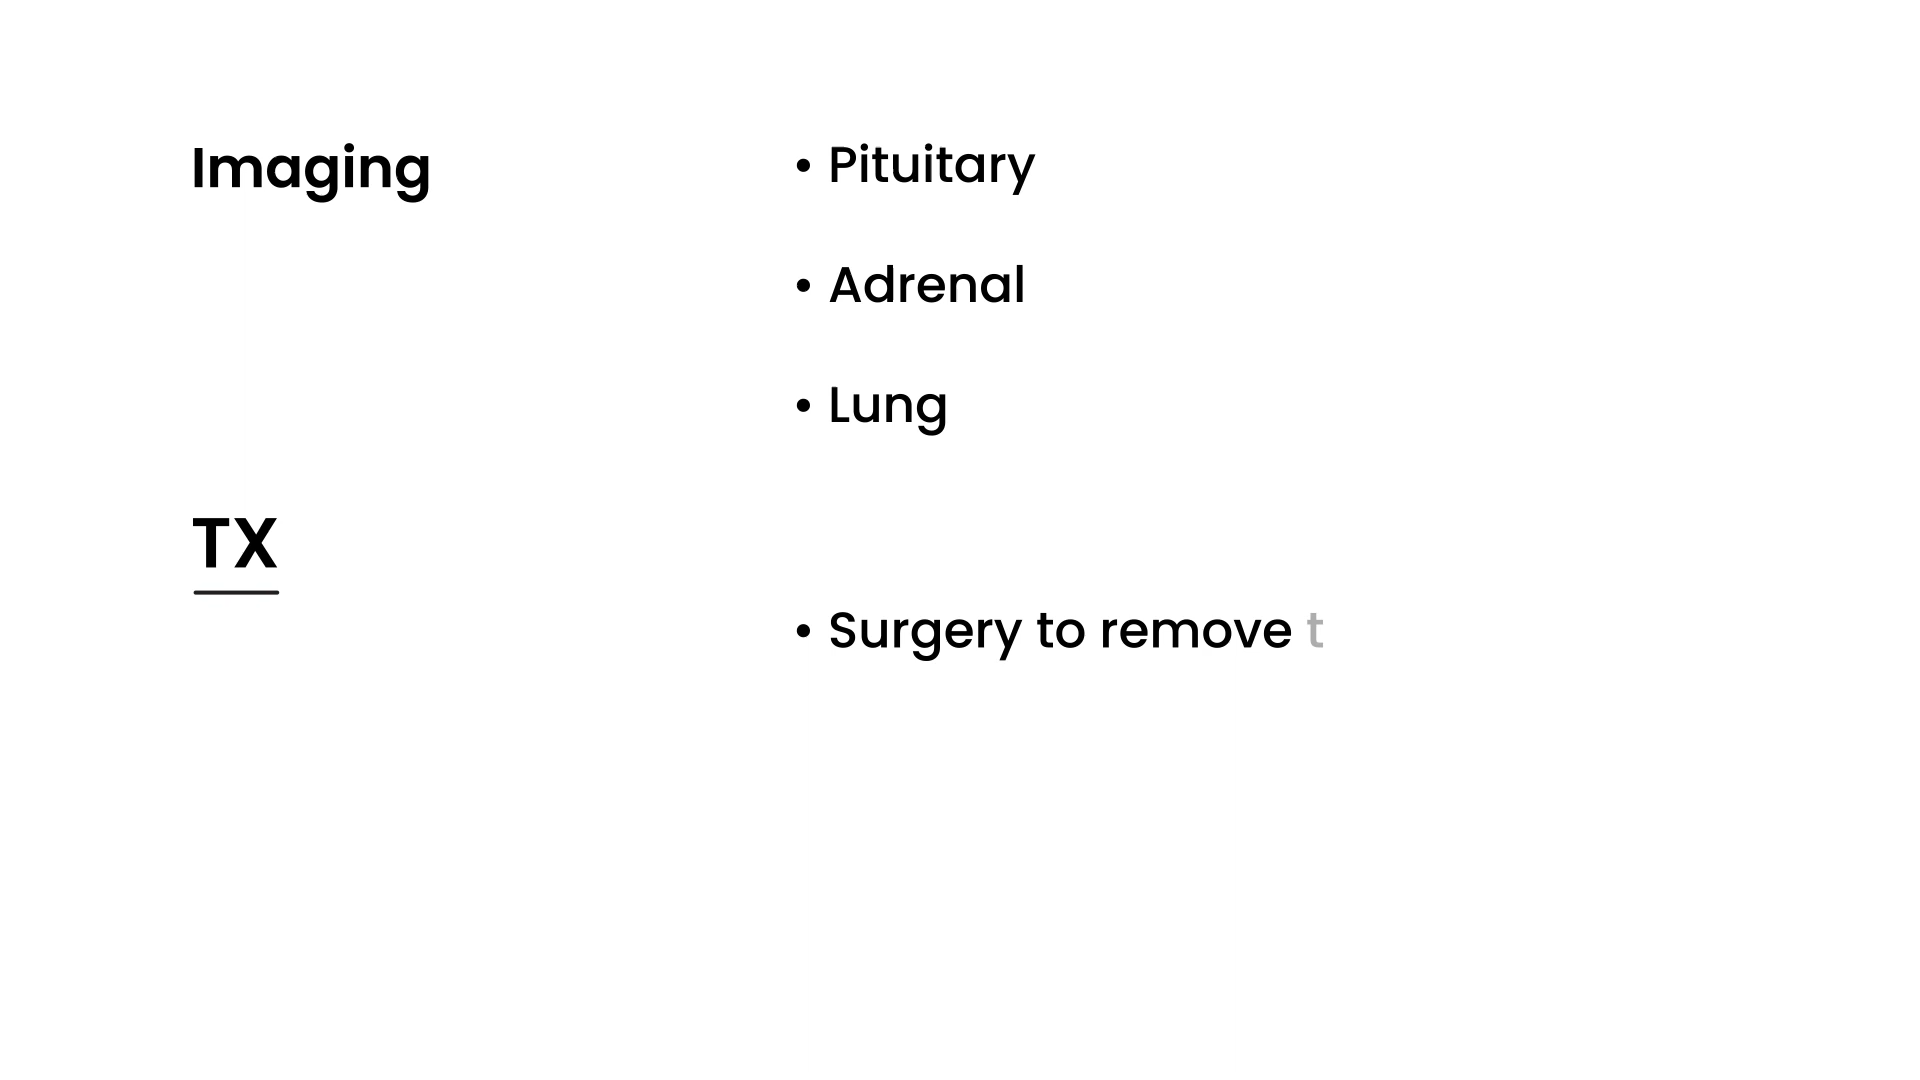 Imaging
• Pituitary
• Adrenal
• Lung
TX
• Surgery to remove t